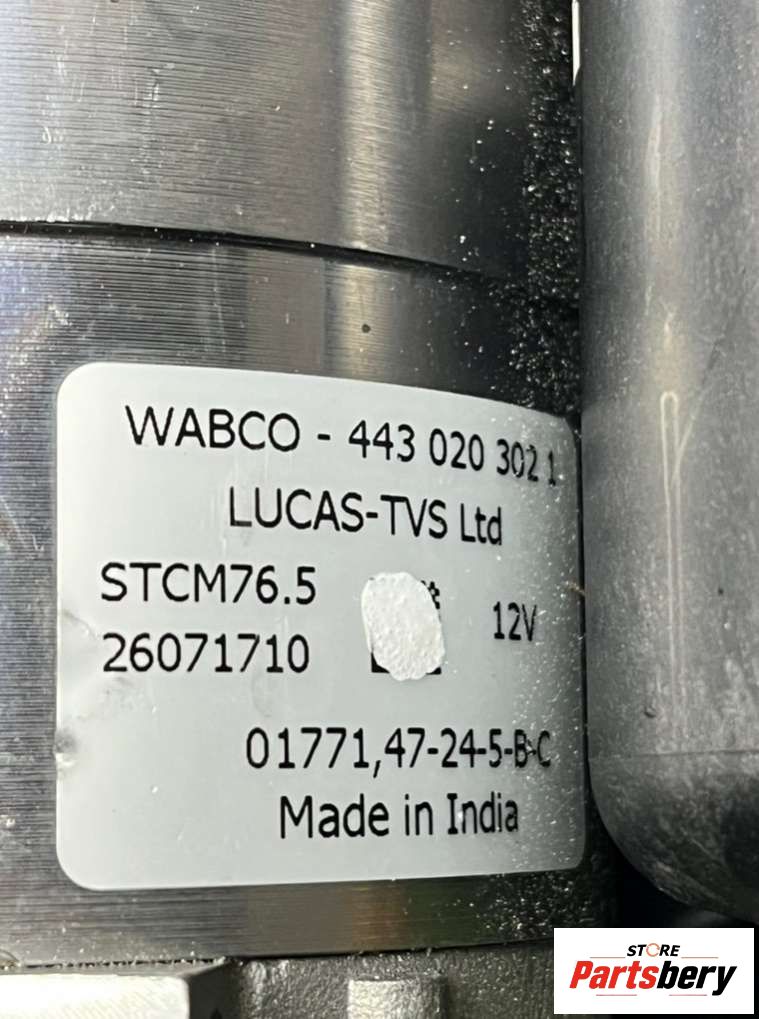 WABCO - 443 020 302 1
LUCAS-TVS Ltd
STCM76.5
12V
26071710
01771,47-24-5-B-C
Made in India
STORE
Partsbery